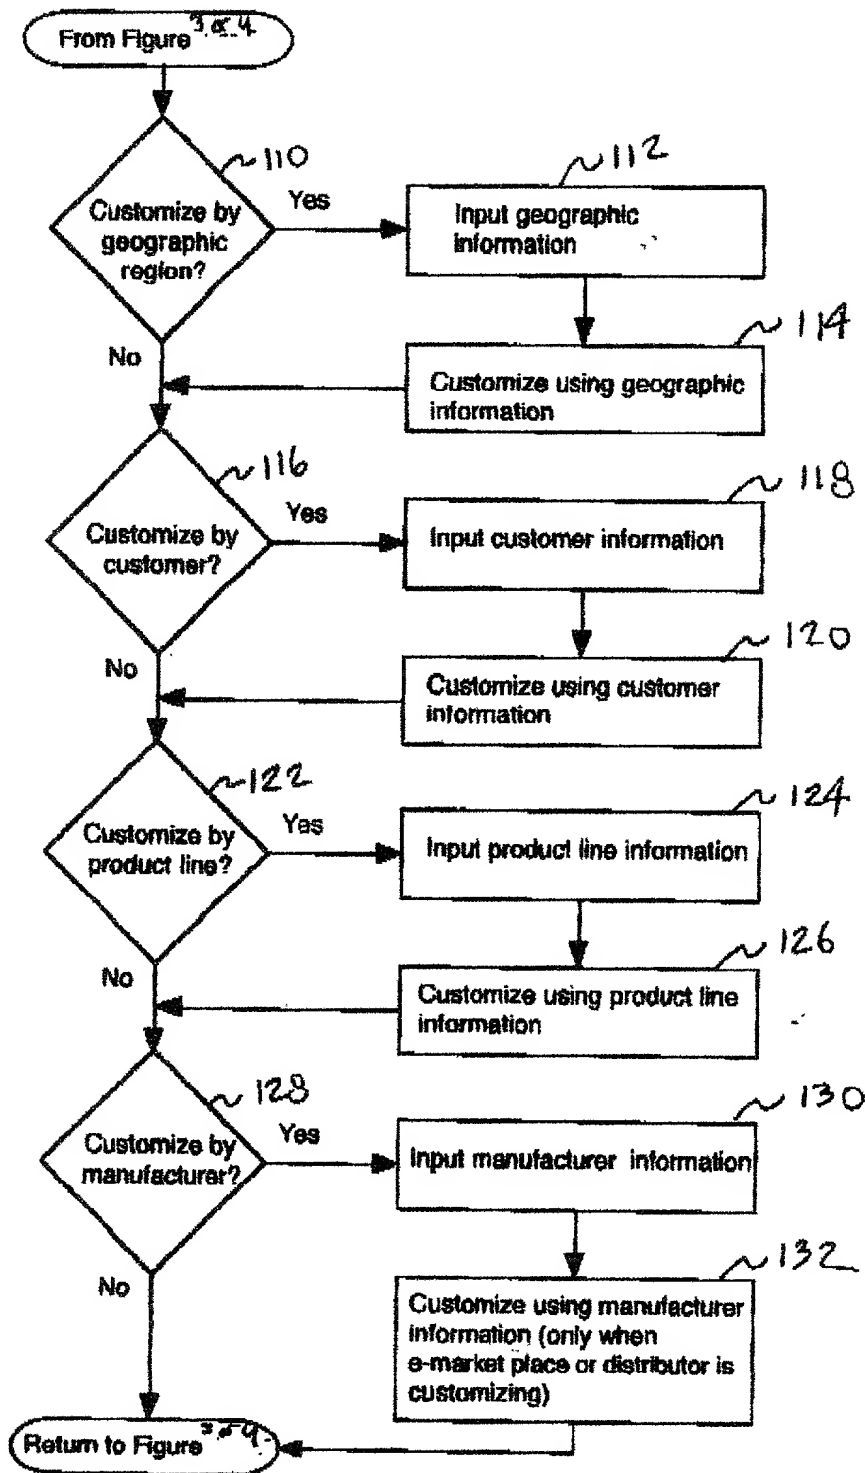 From Figure 3 or 4
110
Customize by
geographic
region?
Yes
112
Input geographic
information
114
No
Customize using geographic
information
116
Customize by
customer?
Yes
118
Input customer information
120
No
Customize using customer
information
122
Customize by
product line?
Yes
124
Input product line information
126
No
Customize using product line
information
128
Customize by
manufacturer?
Yes
130
Input manufacturer information
132
No
Customize using manufacturer
information (only when
e-market place or distributor is
customizing)
Return to Figure 3 or 4